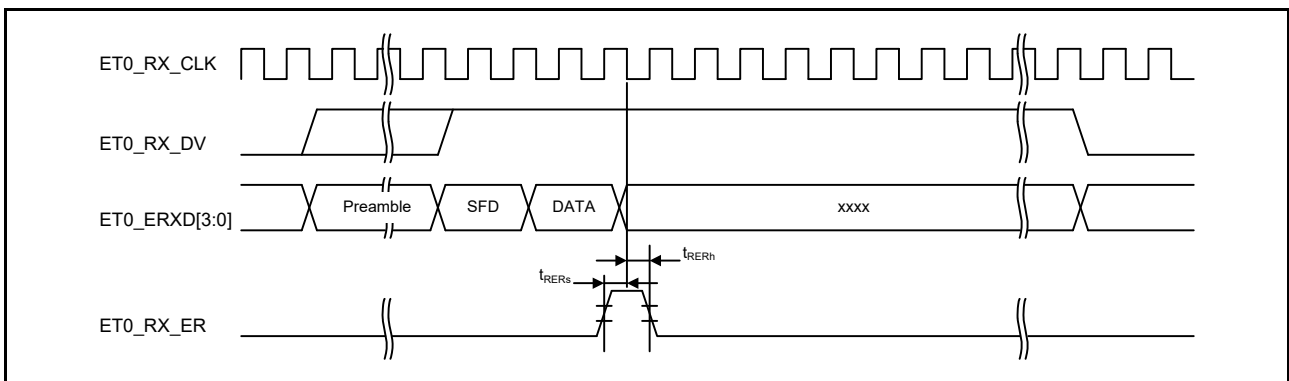 ET0_RX_CLK
ET0_RX_DV
ET0_ERXD[3:0]
Preamble SFD DATA xxxx
tRERs tRERh
ET0_RX_ER